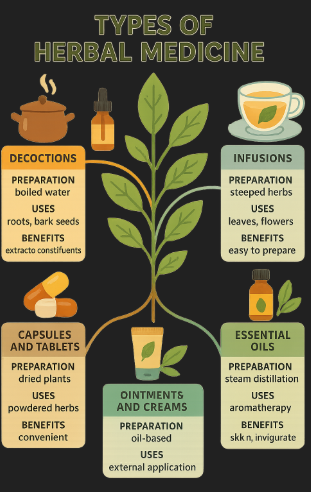 TYPES OF
HERBAL MEDICINE
DECOCTIONS
PREPARATION
boiled water
USES
roots, bark seeds
BENEFITS
extracto constifuents
INFUSIONS
PREPARATION
steeped herbs
USES
leaves, flowers
BENEFITS
easy to prepare
CAPSULES
AND TABLETS
PREPARATION
dried plants
USES
powdered herbs
BENEFITS
convenient
OINTMENTS
AND CREAMS
PREPARATION
oil-based
USES
external application
ESSENTIAL
OILS
PREPABATION
steam distillation
USES
aromatherapy
BENEFITS
skk n, invigurate